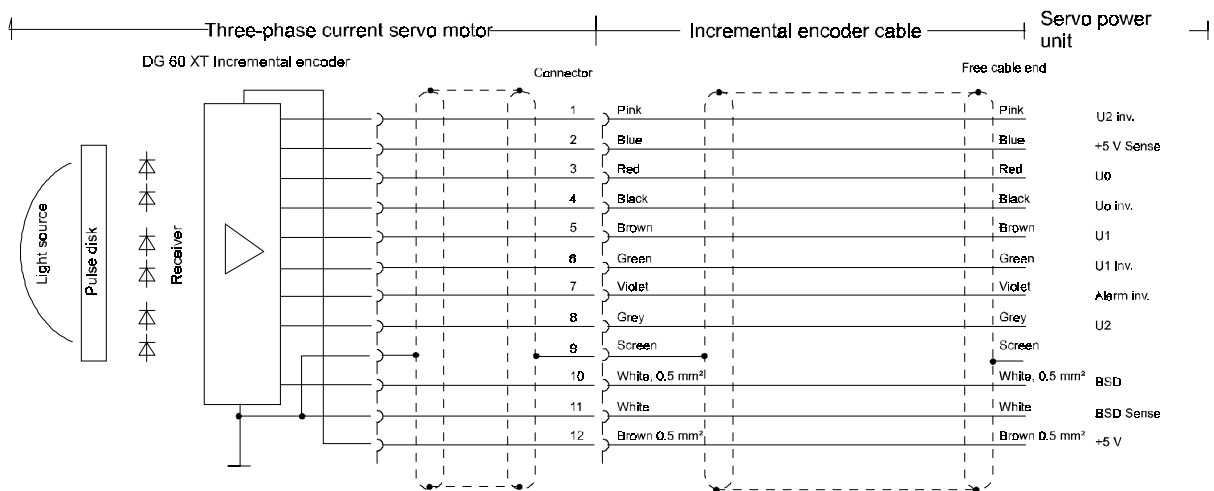 Three-phase current servo motor
Incremental encoder cable
Servo power
unit
DG 60 XT Incremental encoder
Connector
Free cable end
1 Pink Pink U2 inv.
2 Blue Blue +5 V Sense
3 Red Red U0
4 Black Black Uo inv.
5 Brown Brown U1
6 Green Green U1 Inv.
7 Violet Violet Alarm inv.
8 Grey Grey U2
9 Screen Screen
10 White, 0.5 mm² White, 0.5 mm² BSD
11 White White BSD Sense
12 Brown 0.5 mm² Brown 0.5 mm² +5 V
Light source
Pulse disk
Receiver